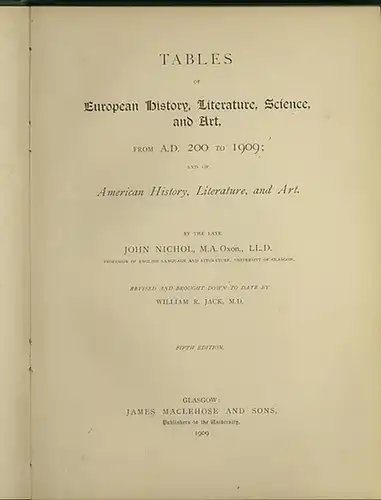 TABLES
OF
European History, Literature, Science,
and Art,
FROM A.D. 200 TO 1909;
AND OF
American History, Literature, and Art.
BY THE LATE
JOHN NICHOL, M.A. OXON., LL.D.
PROFESSOR OF ENGLISH LANGUAGE AND LITERATURE, UNIVERSITY OF GLASGOW.
REVISED AND BROUGHT DOWN TO DATE BY
WILLIAM R. JACK, M.D.
FIFTH EDITION.
GLASGOW:
JAMES MACLEHOSE AND SONS,
Publishers to the University.
1909